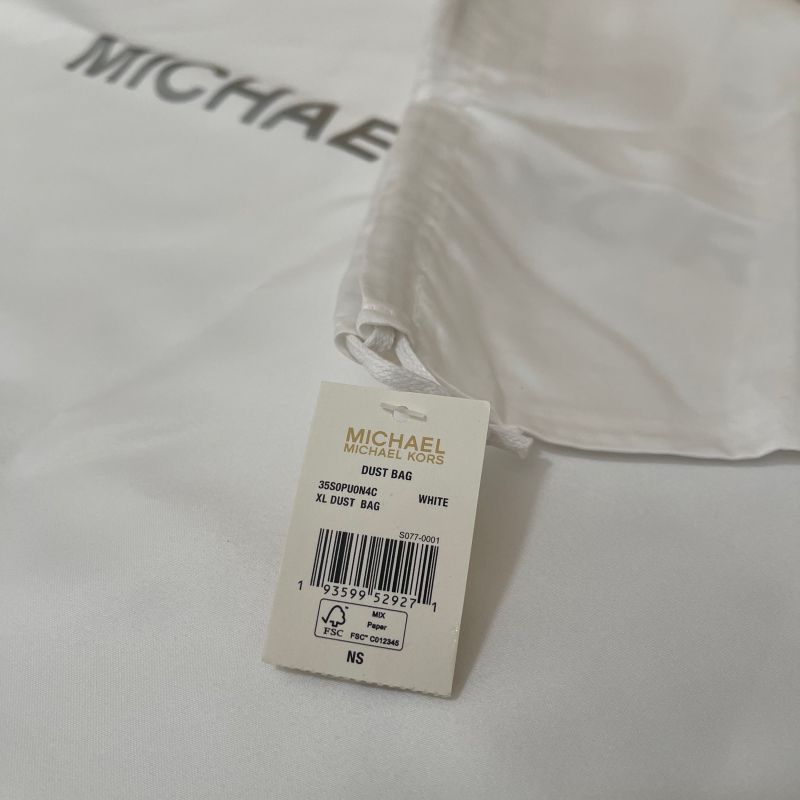 MICHAE
MICHAEL
MICHAEL KORS
DUST BAG
35S0PU0N4C
XL DUST BAG WHITE
S077-0001
1 93599 52927 1
FSC
MIX
Paper
FSC™ C012345
NS